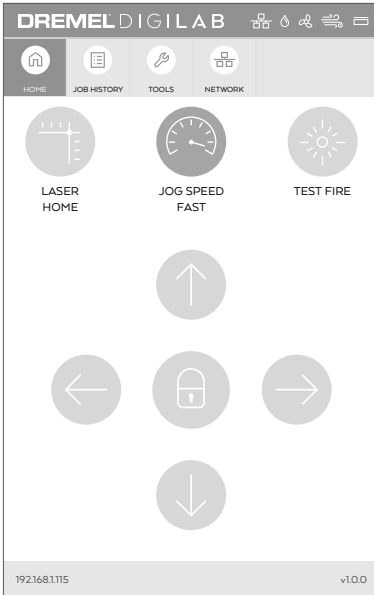 DREMEL DIGILAB
HOME JOB HISTORY TOOLS NETWORK
LASER HOME
JOG SPEED FAST
TEST FIRE
192.168.1.115 v1.0.0